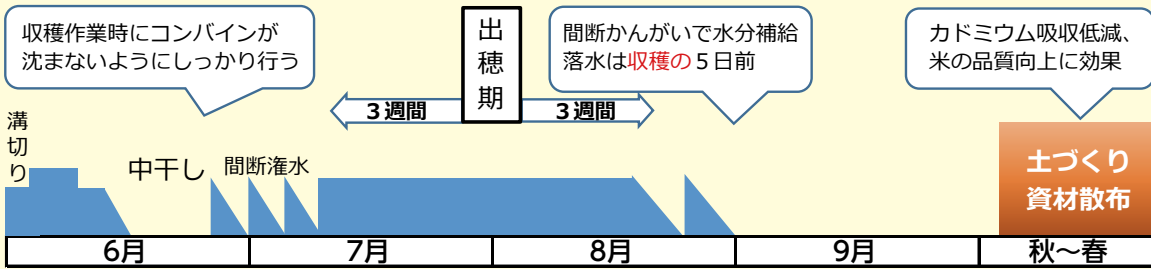 収穫作業時にコンバインが
沈まないようにしっかり行う
出穂期
間断かんがいで水分補給
落水は収穫の５日前
カドミウム吸収低減、
米の品質向上に効果
３週間
３週間
溝切り
中干し
間断潅水
土づくり
資材散布
6月
7月
8月
9月
秋～春